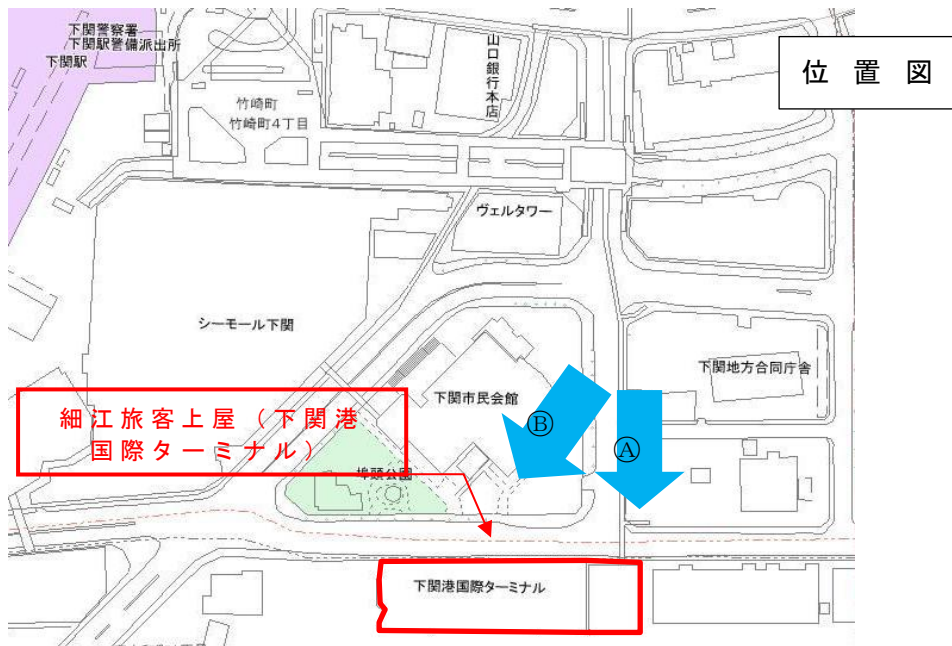 下関警察署
下関駅警備派出所
下関駅
山口銀行本店
位置図
竹崎町
竹崎町4丁目
ヴェルタワー
シーモール下関
下関地方合同庁舎
下関市民会館
細江旅客上屋（下関港
国際ターミナル）
Ⓑ
Ⓐ
埠頭公園
下関港国際ターミナル